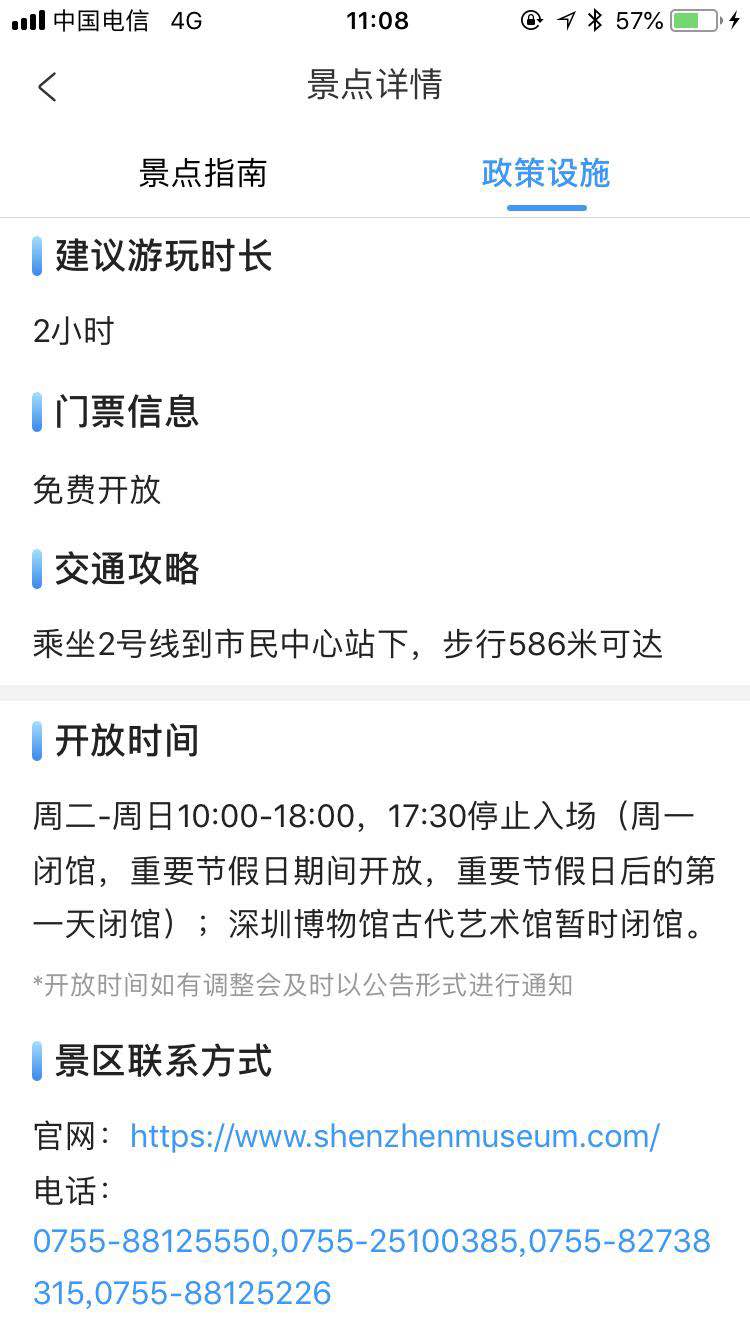 中国电信 4G 11:08 57%
景点详情
景点指南 政策设施
建议游玩时长
2小时
门票信息
免费开放
交通攻略
乘坐2号线到市民中心站下，步行586米可达
开放时间
周二-周日10:00-18:00，17:30停止入场（周一
闭馆，重要节假日期间开放，重要节假日后的第
一天闭馆）；深圳博物馆古代艺术馆暂时闭馆。
*开放时间如有调整会及时以公告形式进行通知
景区联系方式
官网：https://www.shenzhenmuseum.com/
电话：
0755-88125550,0755-25100385,0755-82738
315,0755-88125226